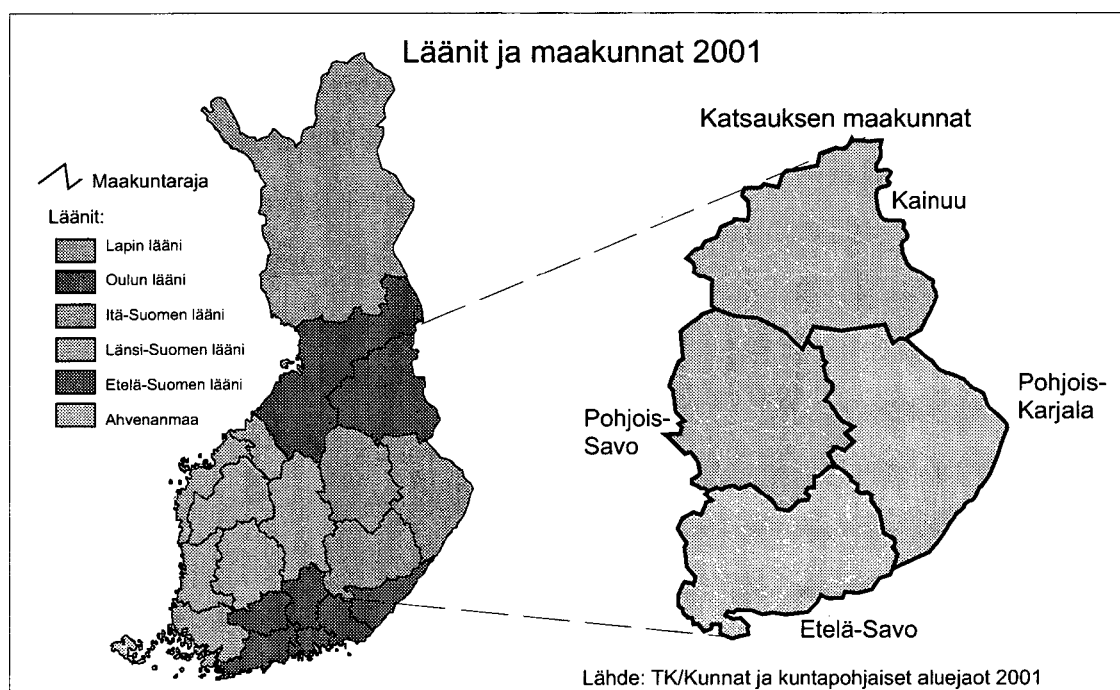 Läänit ja maakunnat 2001
Maakuntaraja
Läänit:
Lapin lääni
Oulun lääni
Itä-Suomen lääni
Länsi-Suomen lääni
Etelä-Suomen lääni
Ahvenanmaa
Katsauksen maakunnat
Kainuu
Pohjois-
Karjala
Pohjois-
Savo
Etelä-Savo
Lähde: TK/Kunnat ja kuntapohjaiset aluejaot 2001